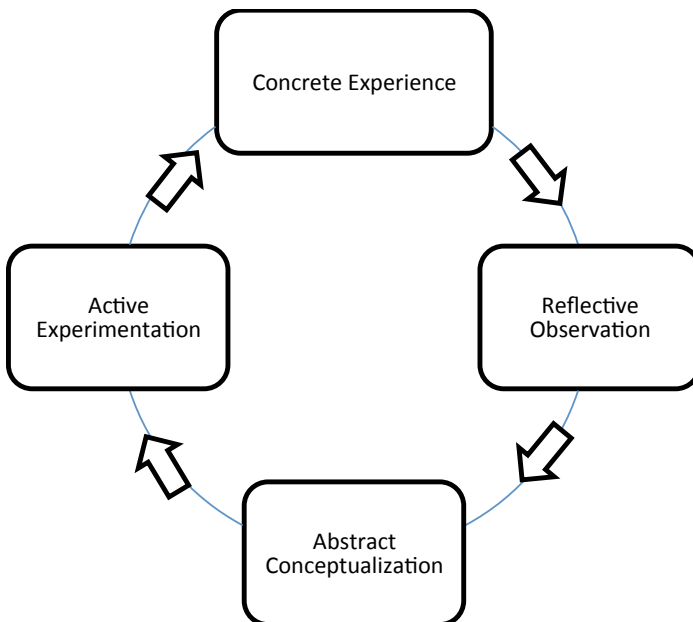 Concrete Experience
Reflective
Observation
Abstract
Conceptualization
Active
Experimentation